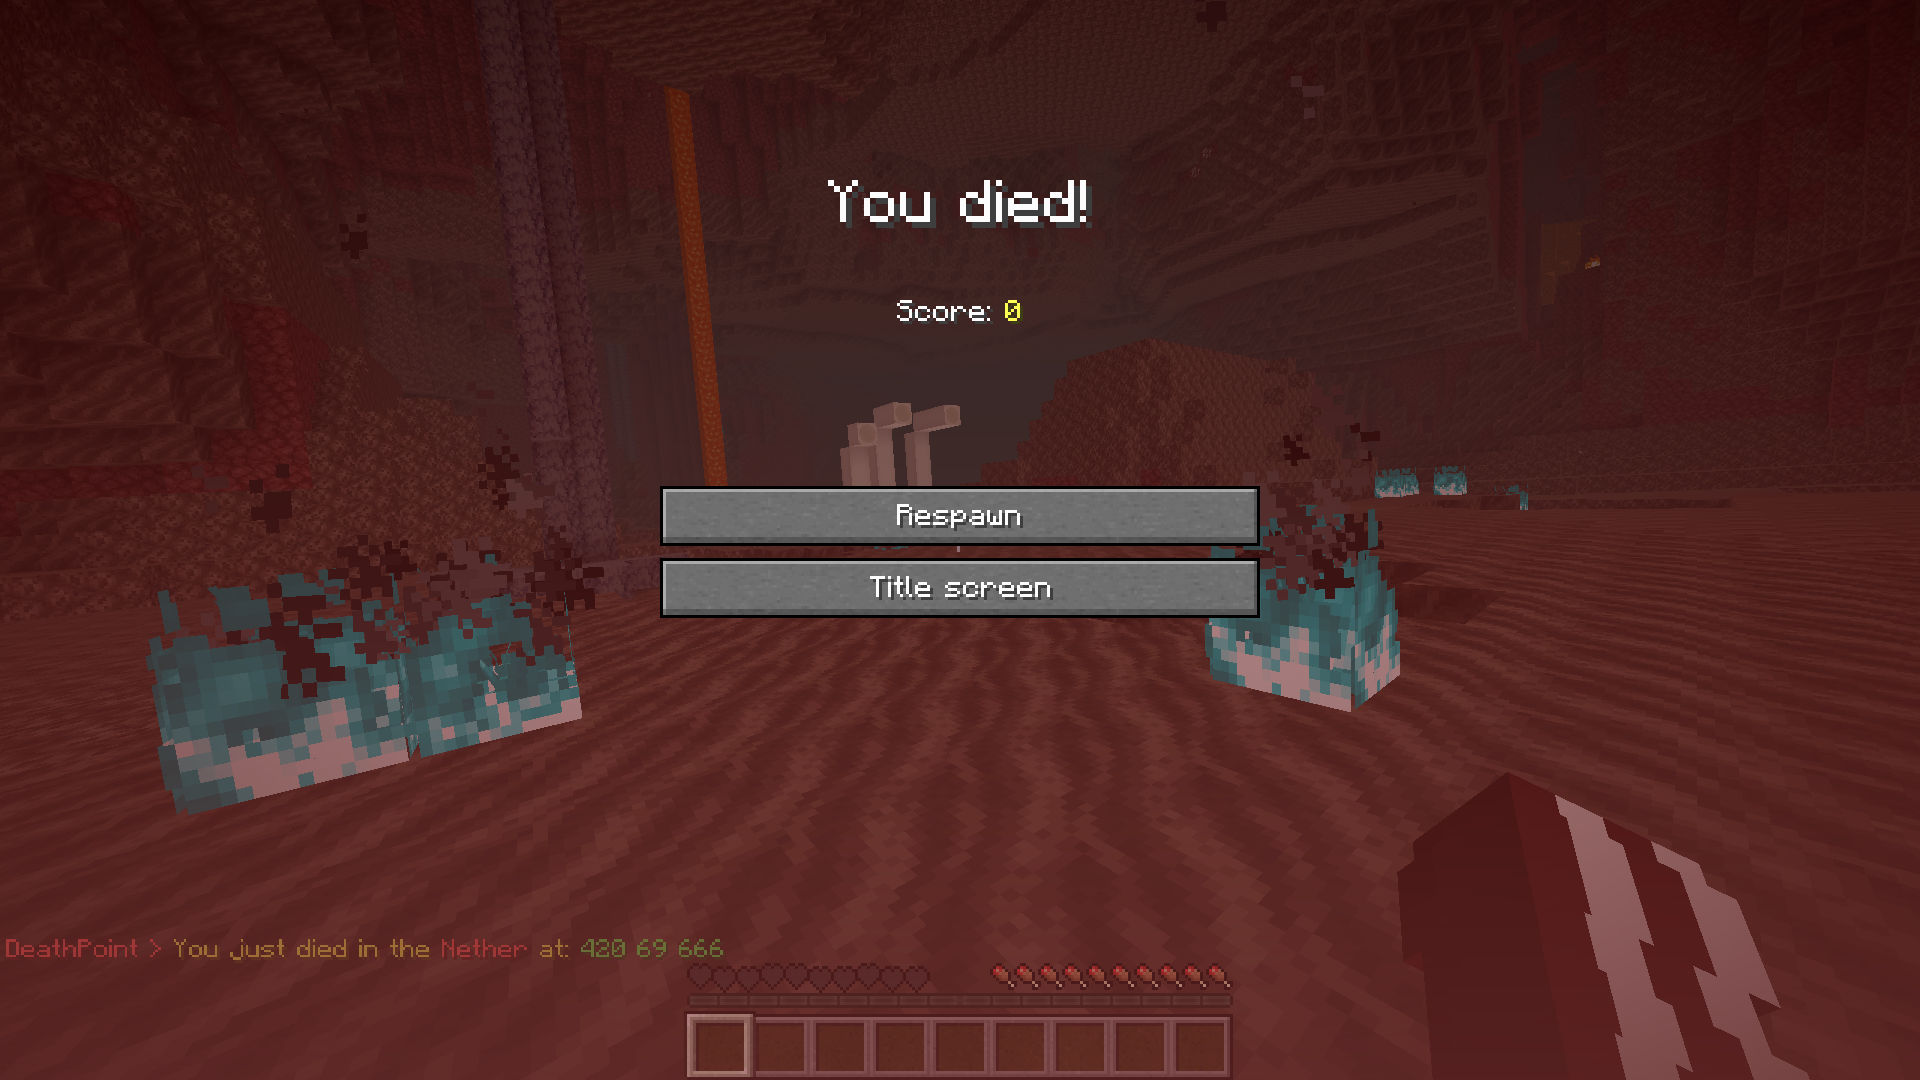 You died!
Score: 0
Respawn
Title screen
DeathPoint > You just died in the Nether at: 420 69 666